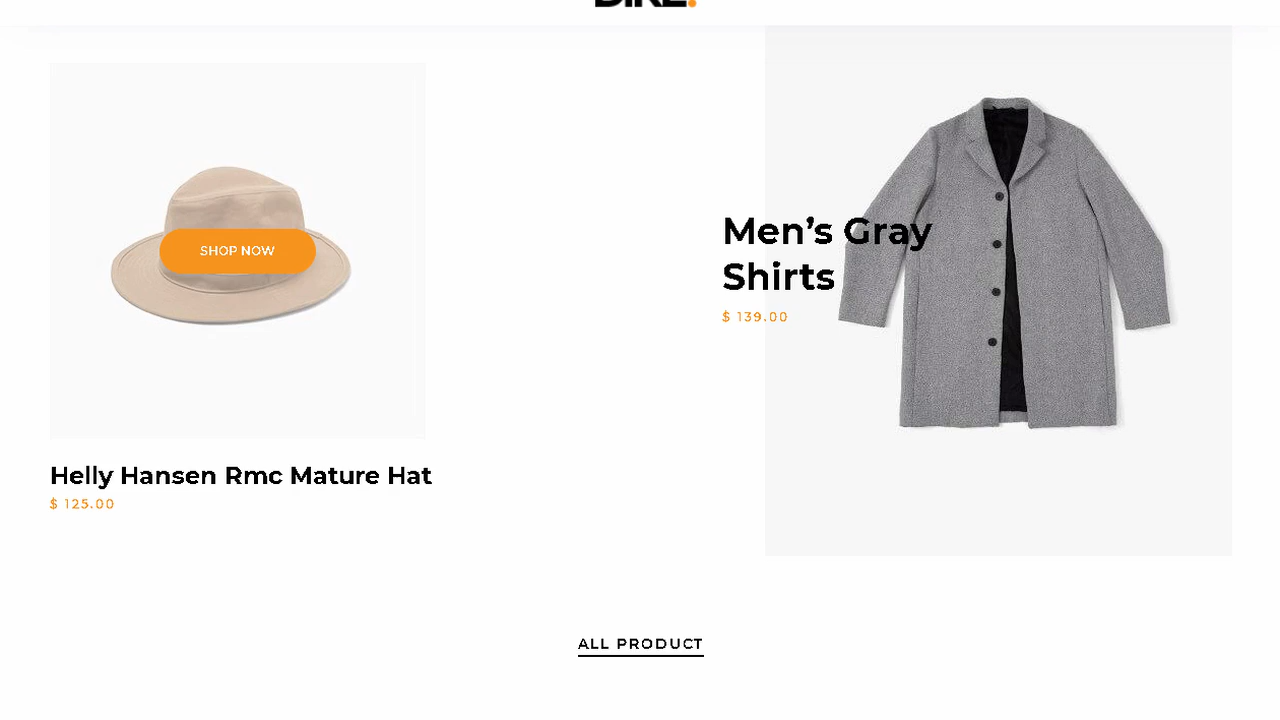 SHOP NOW
Helly Hansen Rmc Mature Hat
$ 125.00
Men’s Gray
Shirts
$ 139.00
ALL PRODUCT